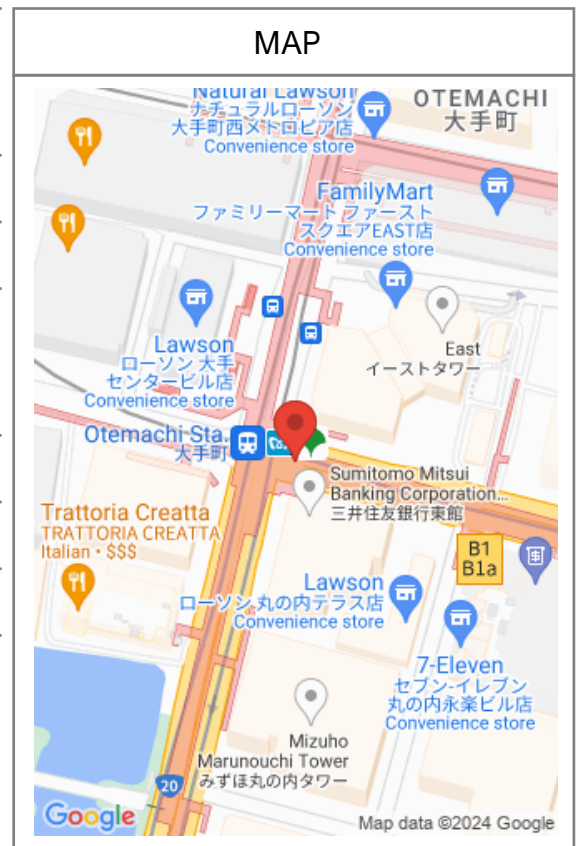 MAP
Natural Lawson
ナチュラルローソン
大手町西メトロピア店
Convenience store
OTEMACHI
大手町
FamilyMart
ファミリーマート ファースト
スクエアEAST店
Convenience store
East
イーストタワー
Lawson
ローソン 大手
センタービル店
Convenience store
Otemachi Sta.
大手町
Sumitomo Mitsui
Banking Corporation...
三井住友銀行東館
Trattoria Creatta
TRATTORIA CREATTA
Italian • $$$
B1
B1a
Lawson
ローソン 丸の内テラス店
Convenience store
7-Eleven
セブン-イレブン
丸の内永楽ビル店
Convenience store
Mizuho
Marunouchi Tower
みずほ丸の内タワー
20
Google
Map data ©2024 Google